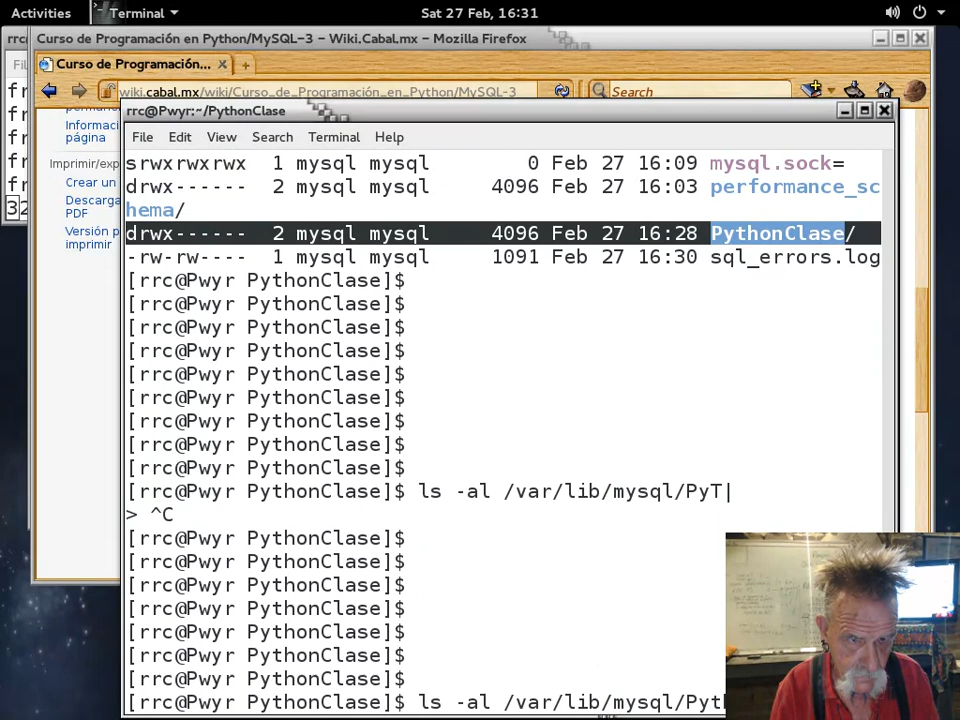 Activities Terminal Sat 27 Feb, 16:31
Curso de Programación en Python/MySQL-3 – Wiki.Cabal.mx – Mozilla Firefox
Curso de Programación... × +
wiki.cabal.mx/wiki/Curso_de_Programación_en_Python/MySQL-3 Search
rrc@Pwyr:~/PythonClase
File Edit View Search Terminal Help
Informaci
página
Imprimir/exp
Crear un
Descarga
PDF
Versión p
imprimir
srwxrwxrwx 1 mysql mysql 0 Feb 27 16:09 mysql.sock=
drwx------ 2 mysql mysql 4096 Feb 27 16:03 performance_sc
hema/
drwx------ 2 mysql mysql 4096 Feb 27 16:28 PythonClase/
-rw-rw---- 1 mysql mysql 1091 Feb 27 16:30 sql_errors.log
[rrc@Pwyr PythonClase]$
[rrc@Pwyr PythonClase]$
[rrc@Pwyr PythonClase]$
[rrc@Pwyr PythonClase]$
[rrc@Pwyr PythonClase]$
[rrc@Pwyr PythonClase]$
[rrc@Pwyr PythonClase]$
[rrc@Pwyr PythonClase]$
[rrc@Pwyr PythonClase]$
[rrc@Pwyr PythonClase]$ ls -al /var/lib/mysql/PyT|
> ^C
[rrc@Pwyr PythonClase]$
[rrc@Pwyr PythonClase]$
[rrc@Pwyr PythonClase]$
[rrc@Pwyr PythonClase]$
[rrc@Pwyr PythonClase]$
[rrc@Pwyr PythonClase]$
[rrc@Pwyr PythonClase]$
[rrc@Pwyr PythonClase]$ ls -al /var/lib/mysql/Pyt